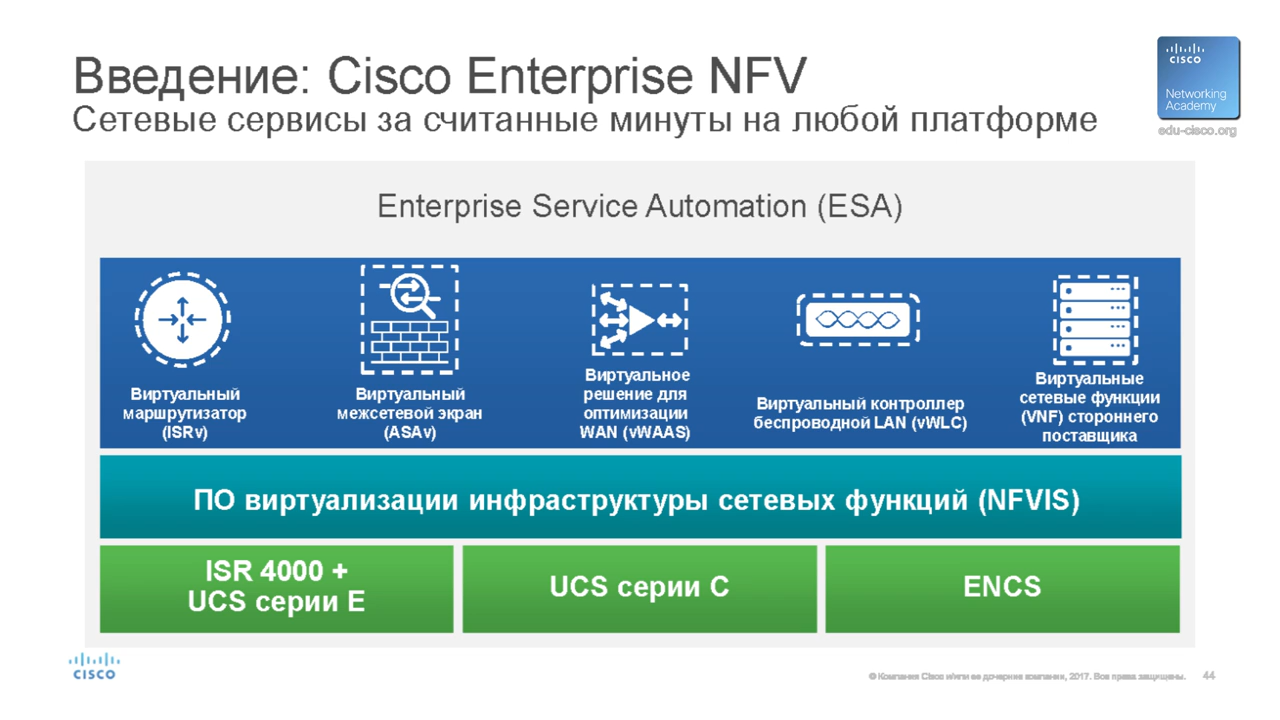 Введение: Cisco Enterprise NFV
Сетевые сервисы за считанные минуты на любой платформе
CISCO
Networking
Academy
edu-cisco.org
Enterprise Service Automation (ESA)
Виртуальный
маршрутизатор
(ISRv)
Виртуальный
межсетевой экран
(ASAv)
Виртуальное
решение для
оптимизации
WAN (vWAAS)
Виртуальный контроллер
беспроводной LAN (vWLC)
Виртуальные
сетевые функции
(VNF) стороннего
поставщика
ПО виртуализации инфраструктуры сетевых функций (NFVIS)
ISR 4000 +
UCS серии E
UCS серии C
ENCS
CISCO
© Компания Cisco и/или ее дочерние компании, 2017. Все права защищены.
44